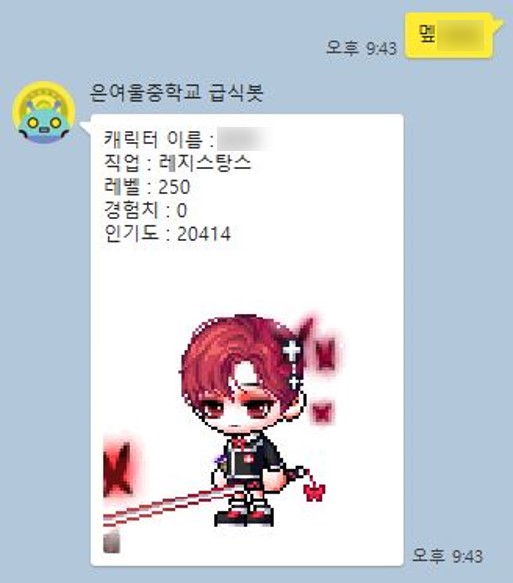 멮
오후 9:43
은여울중학교 급식봇
캐릭터 이름 :
직업 : 레지스탕스
레벨 : 250
경험치 : 0
인기도 : 20414
오후 9:43